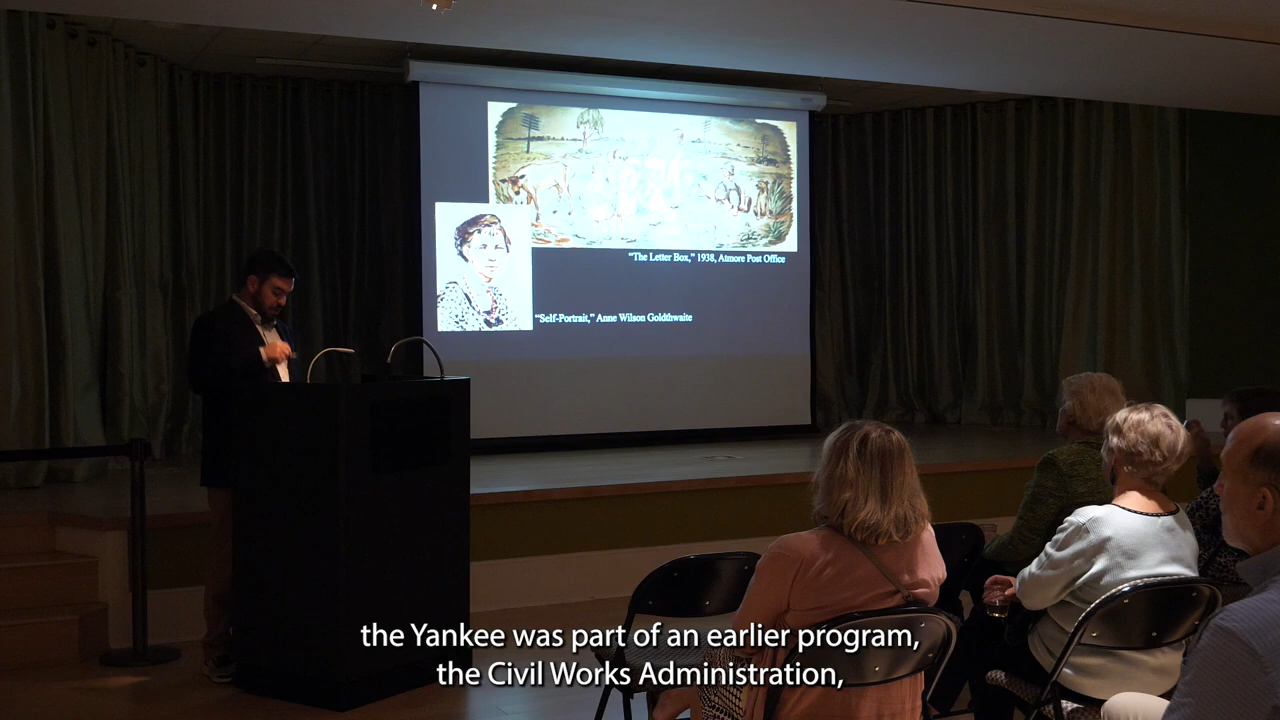 "The Letter Box," 1938, Atmore Post Office
"Self-Portrait," Anne Wilson Goldthwaite
the Yankee was part of an earlier program,
the Civil Works Administration,